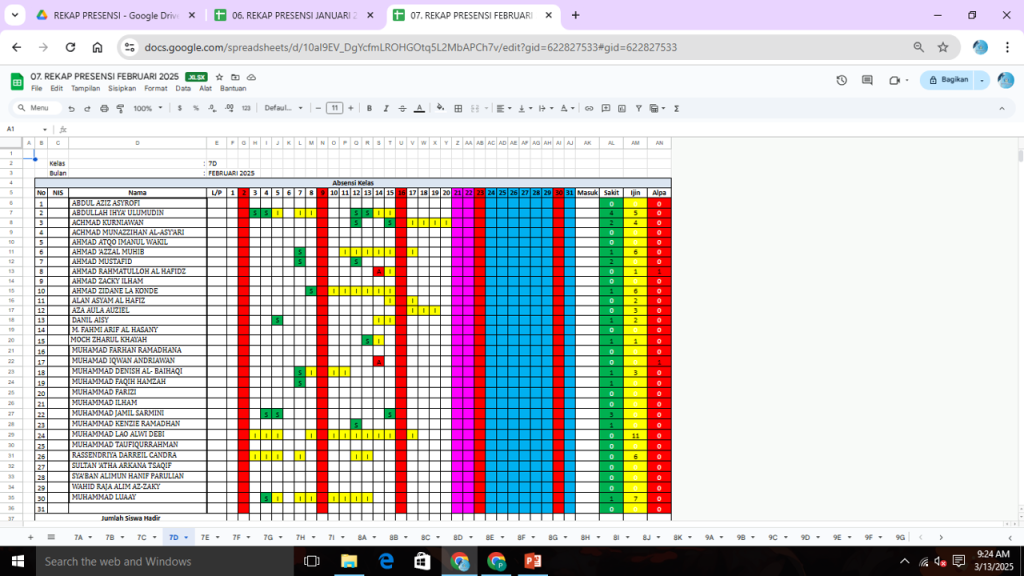 REKAP PRESENSI - Google Driv
06. REKAP PRESENSI JANUARI 2
07. REKAP PRESENSI FEBRUARI
docs.google.com/spreadsheets/d/10aI9EV_DgYcfmLROHGOtq5L2MbAPCh7v/edit?gid=622827533#gid=622827533
07. REKAP PRESENSI FEBRUARI 2025 .XLSX
File Edit Tampilan Sisipkan Format Data Alat Bantuan
Bagikan
Menu 100% $ % .0 .00 123 Defaul... 11 B I A
A1 fx
A B C D E F G H I J K L M N O P Q R S T U V W X Y Z AA AB AC AD AE AF AG AH AI AJ AK AL AM AN
Kelas : 7D
Bulan : FEBRUARI 2025
Absensi Kelas
No NIS Nama L/P 1 2 3 4 5 6 7 8 9 10 11 12 13 14 15 16 17 18 19 20 21 22 23 24 25 26 27 28 29 30 31 Masuk Sakit Ijin Alpa
1 ABDUL AZIZ ASYROFI 0 0 0
2 ABDULLAH IHYA' ULUMUDIN S S I I I S S I I 4 5 0
3 ACHMAD KURNIAWAN S S I I I I 2 4 0
4 ACHMAD MUNAZZIHAN AL-ASY'ARI 0 0 0
5 AHMAD ATQO IMANUL WAKIL 0 0 0
6 AHMAD 'AZZAL MUHIB S I I I I I I 1 6 0
7 AHMAD MUSTAFID S S 2 0 0
8 AHMAD RAHMATULLOH AL HAFIDZ A I 0 1 1
9 AHMAD ZACKY ILHAM 0 0 0
10 AHMAD ZIDANE LA KONDE S I I I I I I 1 6 0
11 ALAN ASYAM AL HAFIZ I I 0 2 0
12 AZA AULA AUZIEL I I I 0 3 0
13 DANIL AISY S I I 1 2 0
14 M. FAHMI ARIF AL HASANY 0 0 0
15 MOCH ZHARUL KHAYAH S I 1 1 0
16 MUHAMAD FARHAN RAMADHANA 0 0 0
17 MUHAMAD IQWAN ANDRIAWAN A 0 0 1
18 MUHAMMAD DENISH AL- BAIHAQI S I I I 1 3 0
19 MUHAMMAD FAQIH HAMZAH S 1 0 0
20 MUHAMMAD FARIZI 0 0 0
21 MUHAMMAD ILHAM 0 0 0
22 MUHAMMAD JAMIL SARMINI S S S 3 0 0
23 MUHAMMAD KENZIE RAMADHAN S 1 0 0
24 MUHAMMAD LAO ALWI DEBI I I I I I I I I I I I 0 11 0
25 MUHAMMAD TAUFIQURRAHMAN 0 0 0
26 RASSENDRIYA DARREIL CANDRA I I I I I I 0 6 0
27 SULTAN 'ATHA ARKANA TSAQIF 0 0 0
28 SYA'BAN ALIMUN HANIF PARULIAN 0 0 0
29 WAHID RAJA ALIM AZ-ZAKY 0 0 0
30 MUHAMMAD LUAAY S I I I I I I I 1 7 0
31 0 0 0
Jumlah Siswa Hadir
7A 7B 7C 7D 7E 7F 7G 7H 7I 8A 8B 8C 8D 8E 8F 8G 8H 8I 8J 8K 9A 9B 9C 9D 9E 9F 9G
Search the web and Windows
9:24 AM
3/13/2025